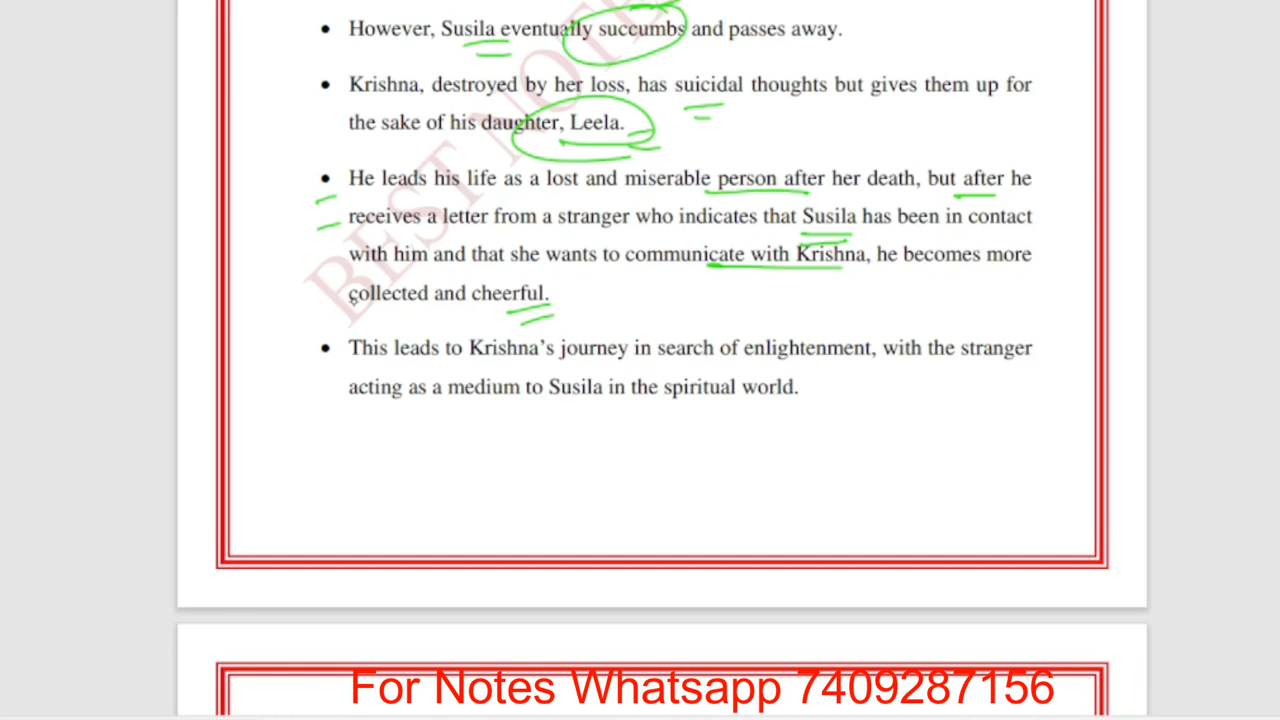 • However, Susila eventually succumbs and passes away.
• Krishna, destroyed by her loss, has suicidal thoughts but gives them up for
the sake of his daughter, Leela.
• He leads his life as a lost and miserable person after her death, but after he
receives a letter from a stranger who indicates that Susila has been in contact
with him and that she wants to communicate with Krishna, he becomes more
collected and cheerful.
• This leads to Krishna’s journey in search of enlightenment, with the stranger
acting as a medium to Susila in the spiritual world.
BEST NOTE
For Notes Whatsapp 7409287156